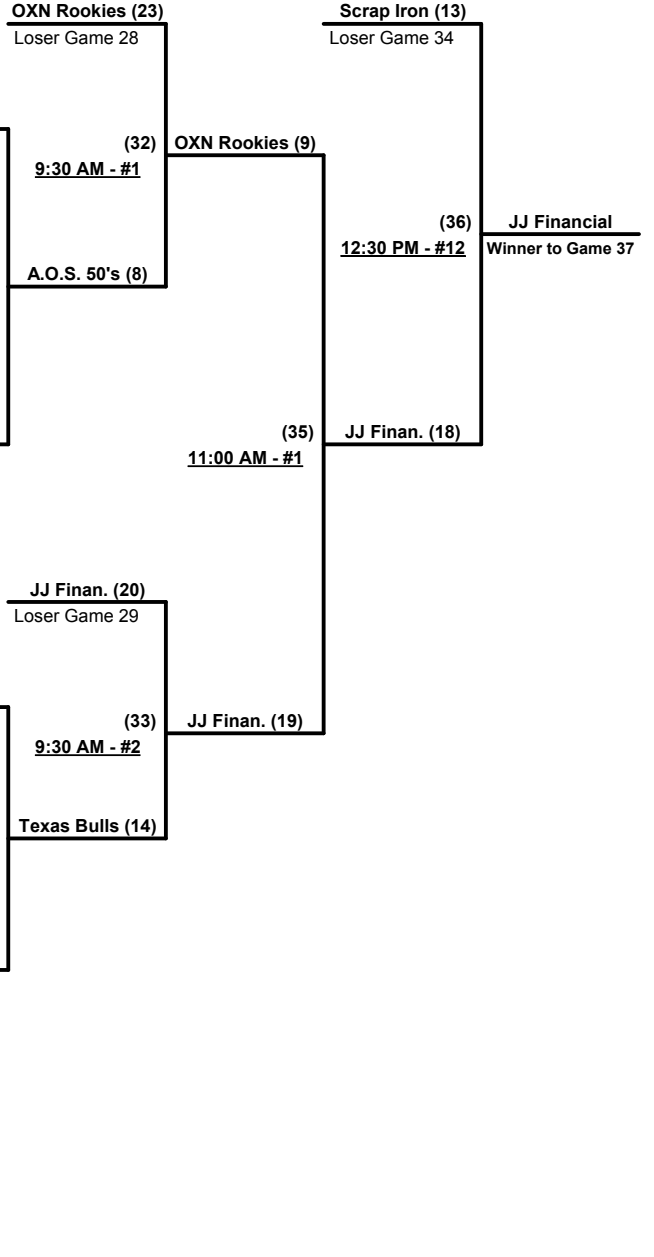 OXN Rookies (23)
Loser Game 28
Scrap Iron (13)
Loser Game 34
(32)
9:30 AM - #1
OXN Rookies (9)
(36)
12:30 PM - #12
JJ Financial
Winner to Game 37
A.O.S. 50's (8)
(35)
11:00 AM - #1
JJ Finan. (18)
JJ Finan. (20)
Loser Game 29
(33)
9:30 AM - #2
JJ Finan. (19)
Texas Bulls (14)